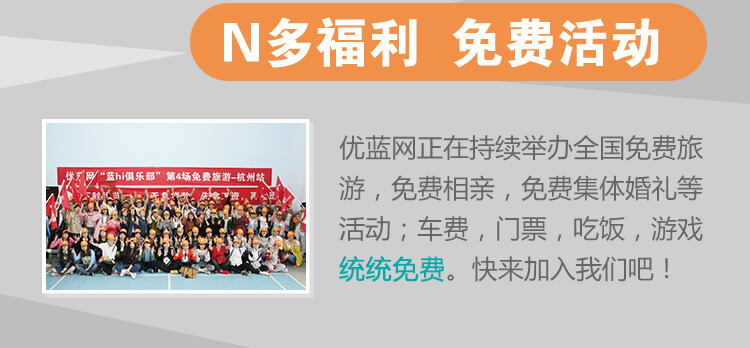 N多福利 免费活动
优蓝网正在持续举办全国免费旅
游，免费相亲，免费集体婚礼等
活动；车费，门票，吃饭，游戏
统统免费。快来加入我们吧！
优蓝网“蓝hi俱乐部”第4场免费旅游–杭州站